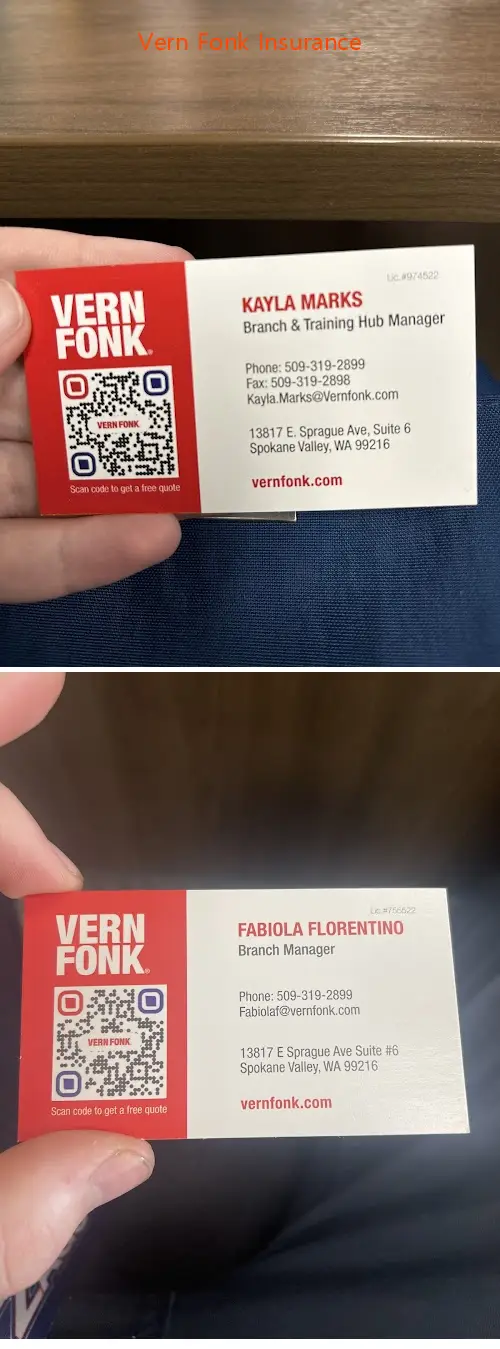 Vern Fonk Insurance
Lic.#974522
VERN
FONK®
VERN FONK
Scan code to get a free quote
KAYLA MARKS
Branch & Training Hub Manager
Phone: 509-319-2899
Fax: 509-319-2898
Kayla.Marks@Vernfonk.com
13817 E. Sprague Ave, Suite 6
Spokane Valley, WA 99216
vernfonk.com
VERN
FONK®
VERN FONK
Scan code to get a free quote
FABIOLA FLORENTINO
Branch Manager
Phone: 509-319-2899
Fabiolaf@vernfonk.com
13817 E Sprague Ave Suite #6
Spokane Valley, WA 99216
vernfonk.com